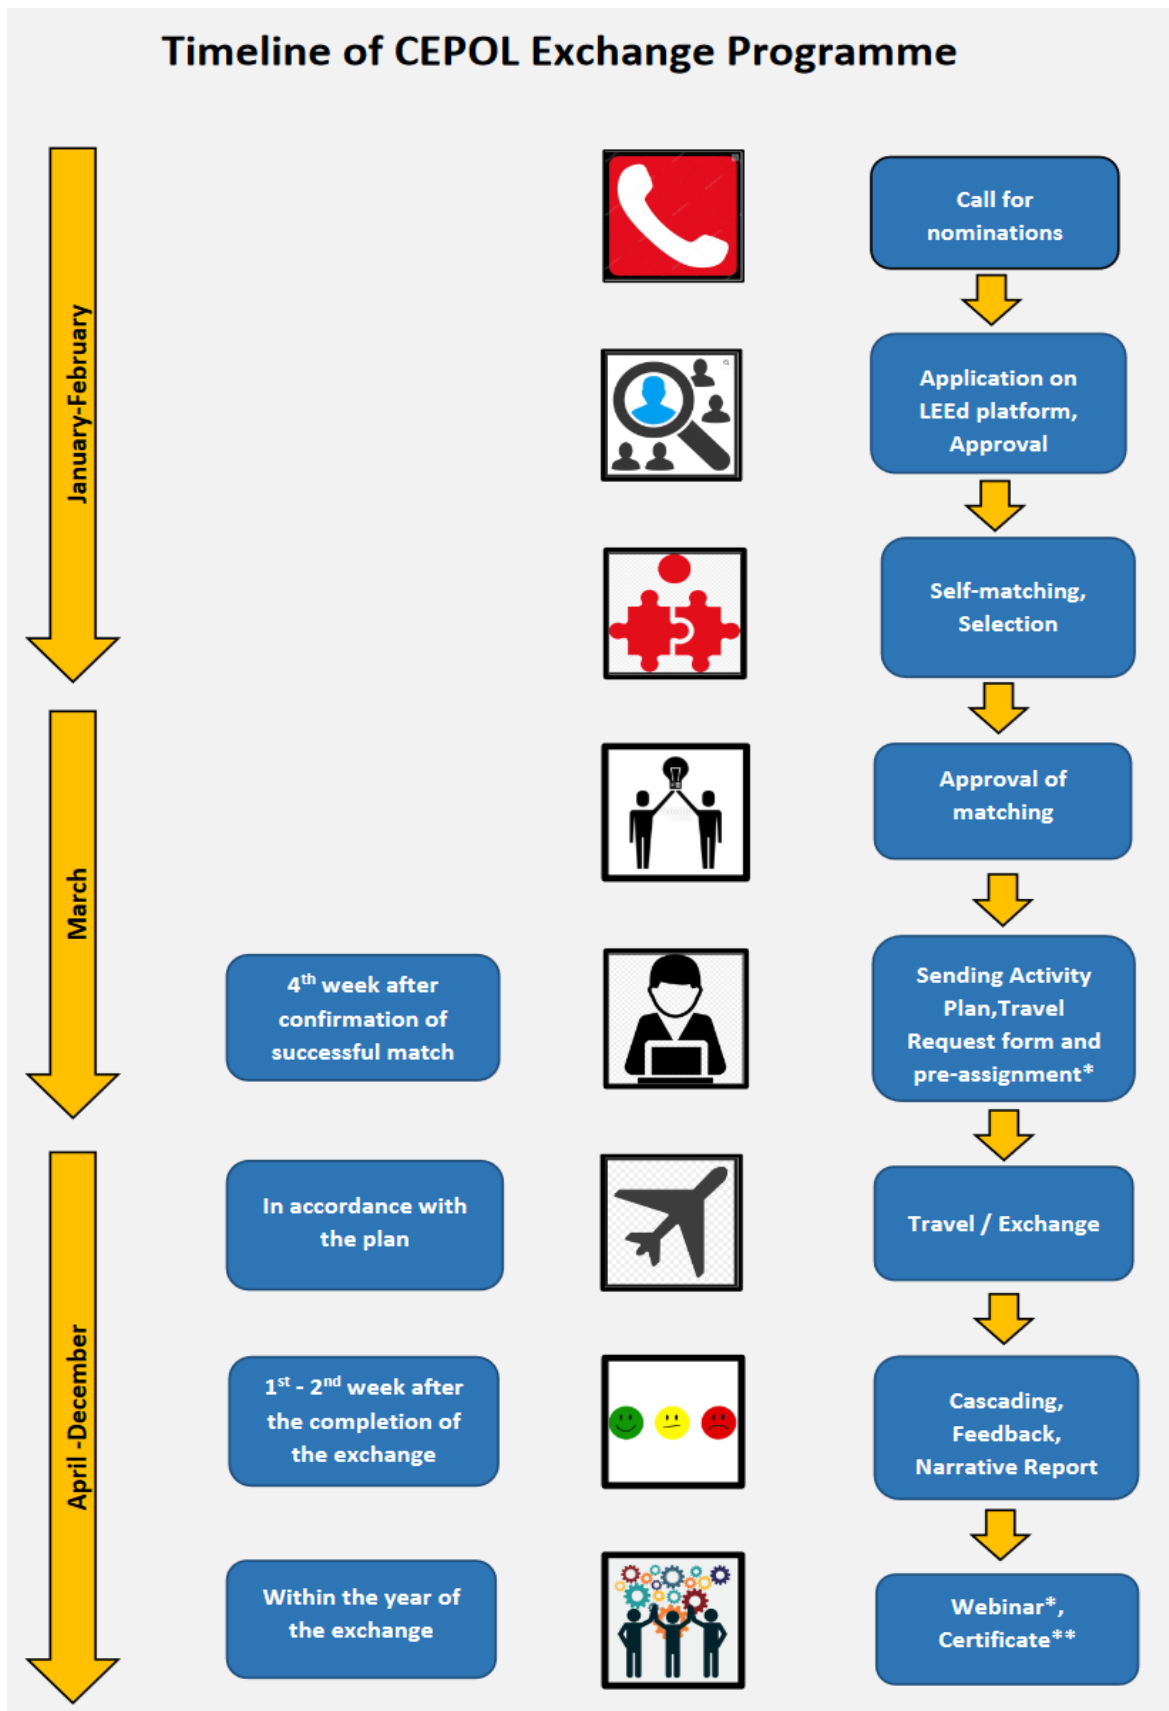 Timeline of CEPOL Exchange Programme
January-February
Call for
nominations
Application on
LEEd platform,
Approval
Self-matching,
Selection
March
Approval of
matching
4th week after
confirmation of
successful match
Sending Activity
Plan,Travel
Request form and
pre-assignment*
April -December
In accordance with
the plan
Travel / Exchange
1st - 2nd week after
the completion of
the exchange
Cascading,
Feedback,
Narrative Report
Within the year of
the exchange
Webinar*,
Certificate**